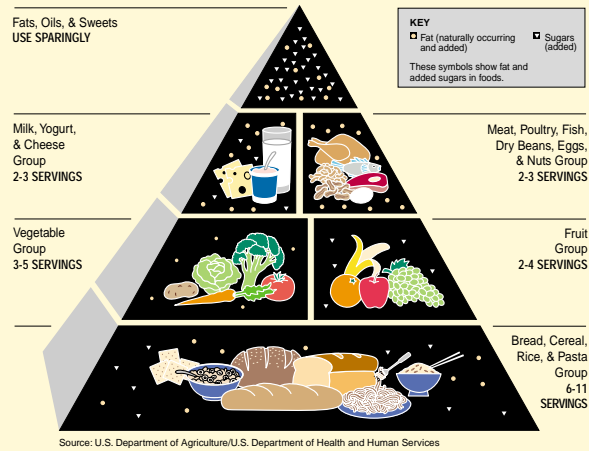 Fats, Oils, & Sweets
USE SPARINGLY
KEY
Fat (naturally occurring
and added)
Sugars
(added)
These symbols show fat and
added sugars in foods.
Milk, Yogurt,
& Cheese
Group
2-3 SERVINGS
Meat, Poultry, Fish,
Dry Beans, Eggs,
& Nuts Group
2-3 SERVINGS
Vegetable
Group
3-5 SERVINGS
Fruit
Group
2-4 SERVINGS
Bread, Cereal,
Rice, & Pasta
Group
6-11
SERVINGS
Source: U.S. Department of Agriculture/U.S. Department of Health and Human Services